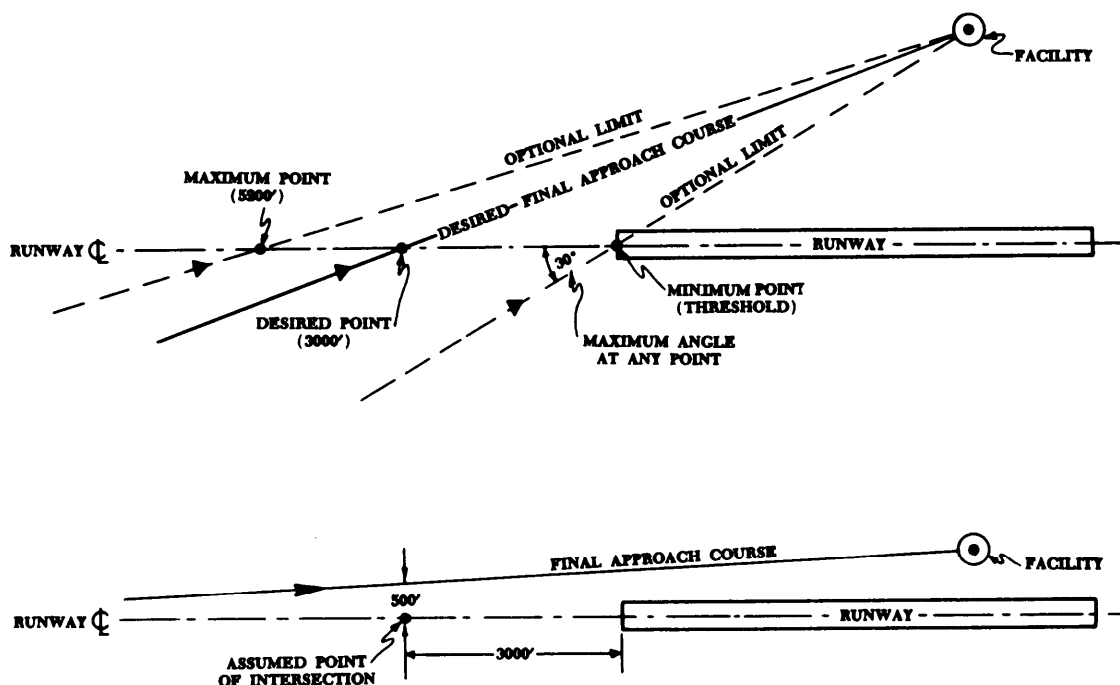 FACILITY
OPTIONAL LIMIT
DESIRED FINAL APPROACH COURSE
OPTIONAL LIMIT
MAXIMUM POINT
(5200')
RUNWAY ℄
RUNWAY
30°
MINIMUM POINT
(THRESHOLD)
DESIRED POINT
(3000')
MAXIMUM ANGLE
AT ANY POINT
FINAL APPROACH COURSE
FACILITY
500'
RUNWAY ℄
RUNWAY
3000'
ASSUMED POINT
OF INTERSECTION